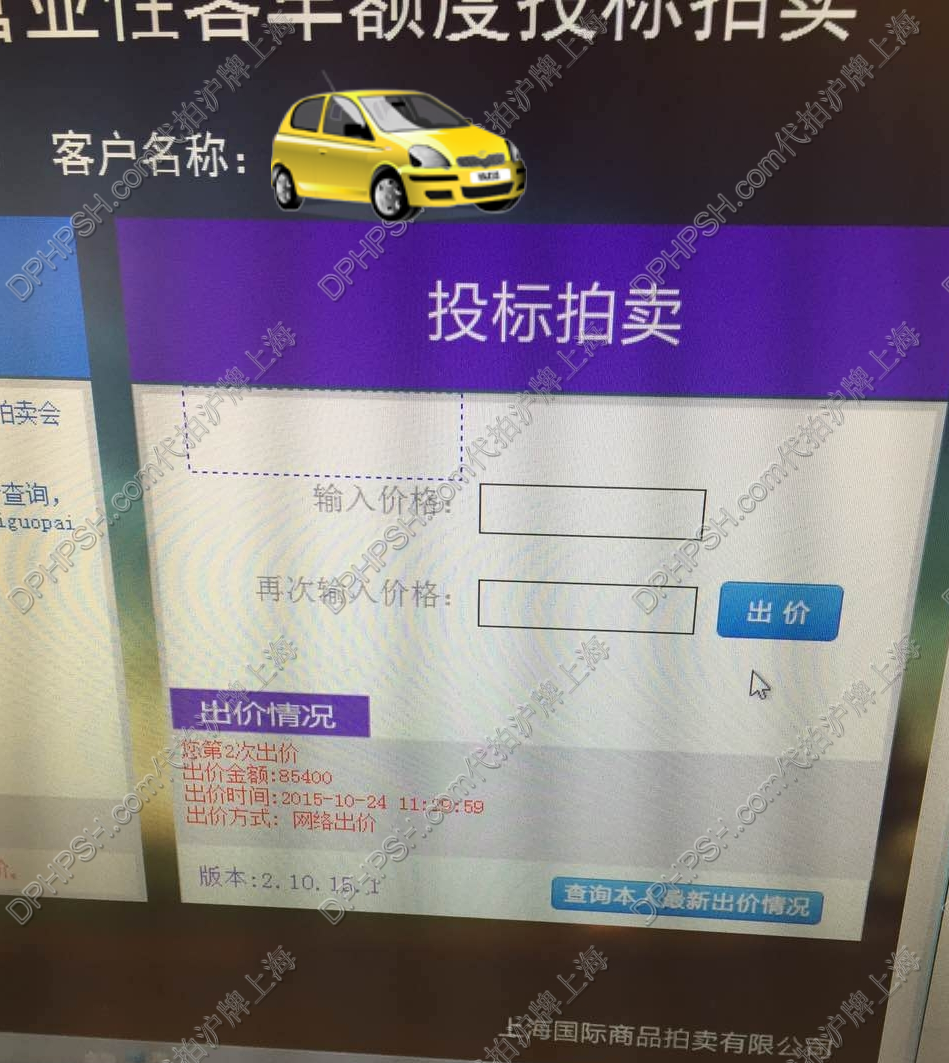 营业性客车额度投标拍卖
客户名称:
投标拍卖
拍卖会
查询,
iguopai
输入价格:
再次输入价格:
出价
出价情况
您第2次出价
出价金额:85400
出价时间:2015-10-24 11:29:59
出价方式: 网络出价
价。
版本:2.10.15.1
查询本人最新出价情况
上海国际商品拍卖有限公司
DPHPSH.com代拍沪牌上海